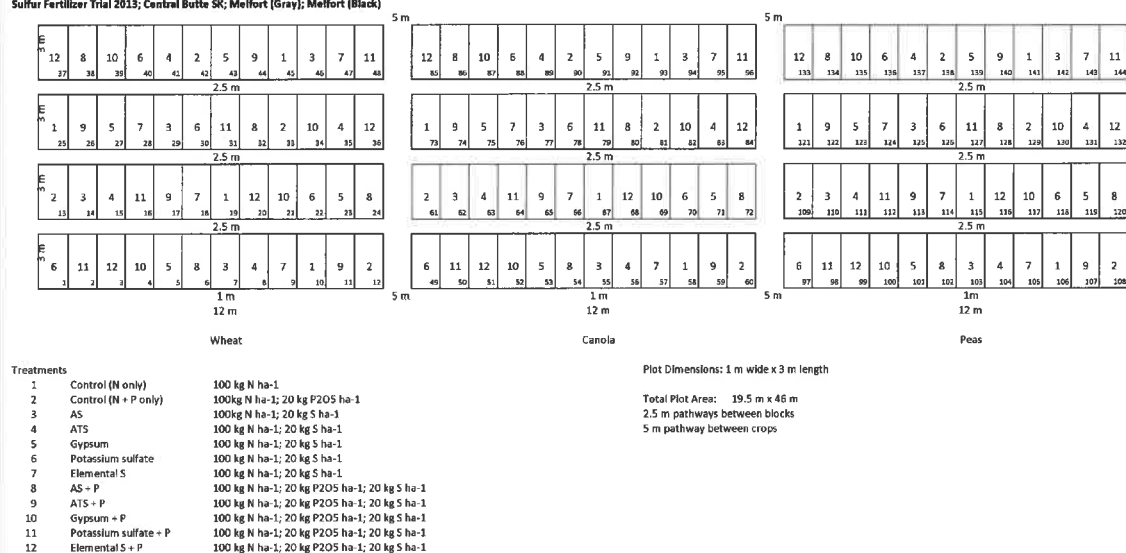 Sulfur Fertilizer Trial 2013; Central Butte SK; Melfort (Gray); Melfort (Black)
5 m 5 m
3 m 12 8 10 6 4 2 5 9 1 3 7 11 12 8 10 6 4 2 5 9 1 3 7 11 12 8 10 6 4 2 5 9 1 3 7 11
37 38 39 40 41 42 43 44 45 46 47 48 85 86 87 88 89 90 91 92 93 94 95 96 133 134 135 136 137 138 139 140 141 142 143 144
2.5 m 2.5 m 2.5 m
3 m 1 9 5 7 3 6 11 8 2 10 4 12 1 9 5 7 3 6 11 8 2 10 4 12 1 9 5 7 3 6 11 8 2 10 4 12
25 26 27 28 29 30 31 32 33 34 35 36 73 74 75 76 77 78 79 80 81 82 83 84 121 122 123 124 125 126 127 128 129 130 131 132
2.5 m 2.5 m 2.5 m
3 m 2 3 4 11 9 7 1 12 10 6 5 8 2 3 4 11 9 7 1 12 10 6 5 8 2 3 4 11 9 7 1 12 10 6 5 8
13 14 15 16 17 18 19 20 21 22 23 24 61 62 63 64 65 66 67 68 69 70 71 72 109 110 111 112 113 114 115 116 117 118 119 120
2.5 m 2.5 m 2.5 m
3 m 6 11 12 10 5 8 3 4 7 1 9 2 6 11 12 10 5 8 3 4 7 1 9 2 6 11 12 10 5 8 3 4 7 1 9 2
1 2 3 4 5 6 7 8 9 10 11 12 49 50 51 52 53 54 55 56 57 58 59 60 97 98 99 100 101 102 103 104 105 106 107 108
1 m 5 m 1 m 5 m 1m
12 m 12 m 12 m
Wheat Canola Peas
Treatments
1 Control (N only) 100 kg N ha-1
2 Control (N + P only) 100kg N ha-1; 20 kg P2O5 ha-1
3 AS 100kg N ha-1; 20 kg S ha-1
4 ATS 100 kg N ha-1; 20 kg S ha-1
5 Gypsum 100 kg N ha-1; 20 kg S ha-1
6 Potassium sulfate 100 kg N ha-1; 20 kg S ha-1
7 Elemental S 100 kg N ha-1; 20 kg S ha-1
8 AS + P 100 kg N ha-1; 20 kg P2O5 ha-1; 20 kg S ha-1
9 ATS + P 100 kg N ha-1; 20 kg P2O5 ha-1; 20 kg S ha-1
10 Gypsum + P 100 kg N ha-1; 20 kg P2O5 ha-1; 20 kg S ha-1
11 Potassium sulfate + P 100 kg N ha-1; 20 kg P2O5 ha-1; 20 kg S ha-1
12 Elemental S + P 100 kg N ha-1; 20 kg P2O5 ha-1; 20 kg S ha-1
Plot Dimensions: 1 m wide x 3 m length
Total Plot Area: 19.5 m x 46 m
2.5 m pathways between blocks
5 m pathway between crops